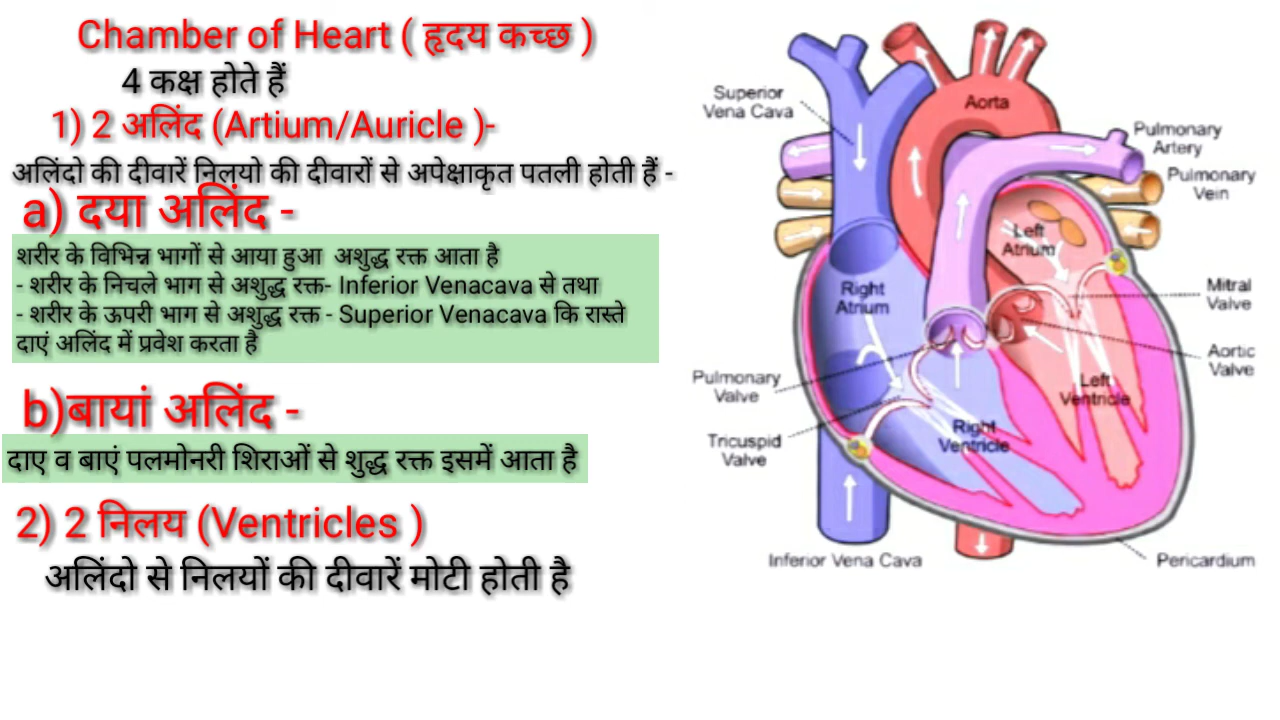 Chamber of Heart ( हृदय कच्छ )
4 कक्ष होते हैं
1) 2 अलिंद (Artium/Auricle )-
अलिंदो की दीवारें निलयो की दीवारों से अपेक्षाकृत पतली होती हैं -
a) दया अलिंद -
शरीर के विभिन्न भागों से आया हुआ अशुद्ध रक्त आता है
- शरीर के निचले भाग से अशुद्ध रक्त- Inferior Venacava से तथा
- शरीर के ऊपरी भाग से अशुद्ध रक्त - Superior Venacava कि रास्ते
दाएं अलिंद में प्रवेश करता है
b)बायां अलिंद -
दाए व बाएं पलमोनरी शिराओं से शुद्ध रक्त इसमें आता है
2) 2 निलय (Ventricles )
अलिंदो से निलयों की दीवारें मोटी होती है
Superior
Vena Cava
Aorta
Pulmonary
Artery
Pulmonary
Vein
Left
Atrium
Right
Atrium
Mitral
Valve
Aortic
Valve
Pulmonary
Valve
Left
Ventricle
Tricuspid
Valve
Right
Ventricle
Inferior Vena Cava
Pericardium